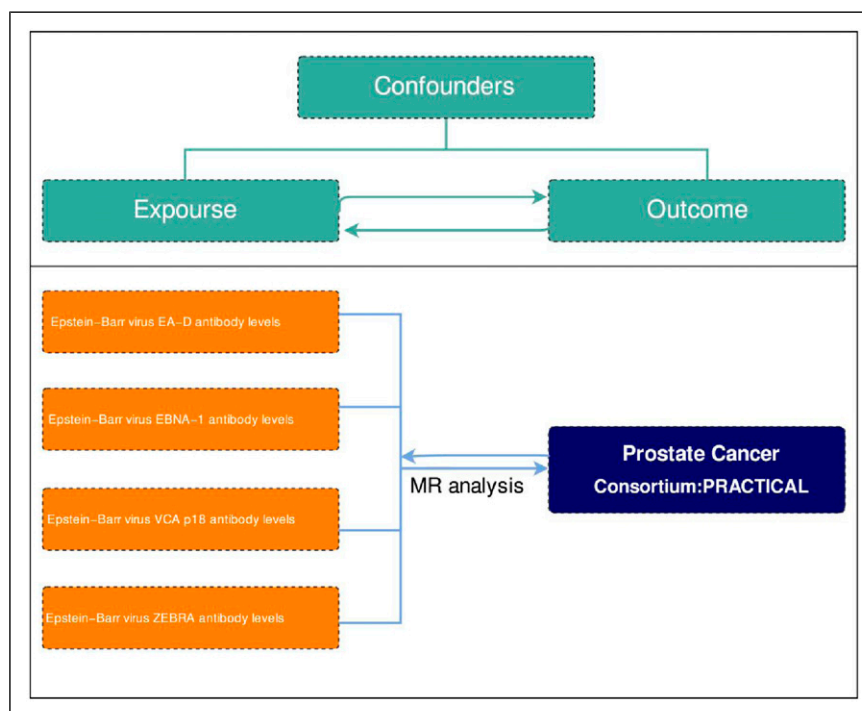 Confounders
Expourse
Outcome
Epstein−Barr virus EA−D antibody levels
Epstein−Barr virus EBNA−1 antibody levels
Epstein−Barr virus VCA p18 antibody levels
Epstein−Barr virus ZEBRA antibody levels
MR analysis
Prostate Cancer
Consortium:PRACTICAL